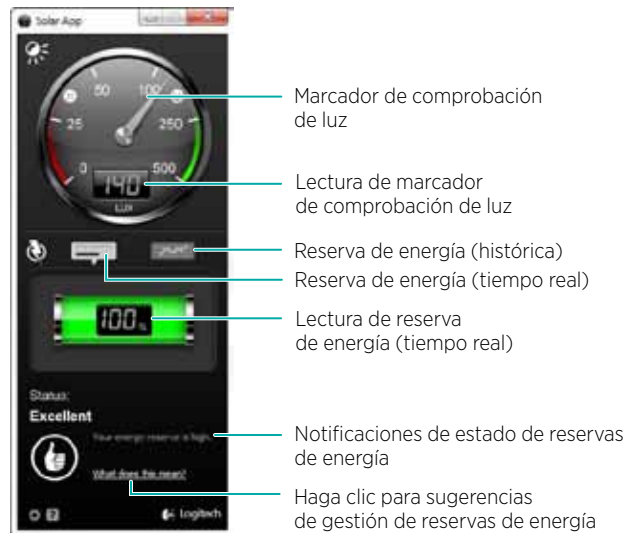 Solar App
50
100
25
250
0
500
140
LUX
100 %
Status:
Excellent
Your energy reserve is high.
What does this mean?
Logitech
Marcador de comprobación
de luz
Lectura de marcador
de comprobación de luz
Reserva de energía (histórica)
Reserva de energía (tiempo real)
Lectura de reserva
de energía (tiempo real)
Notificaciones de estado de reservas
de energía
Haga clic para sugerencias
de gestión de reservas de energía